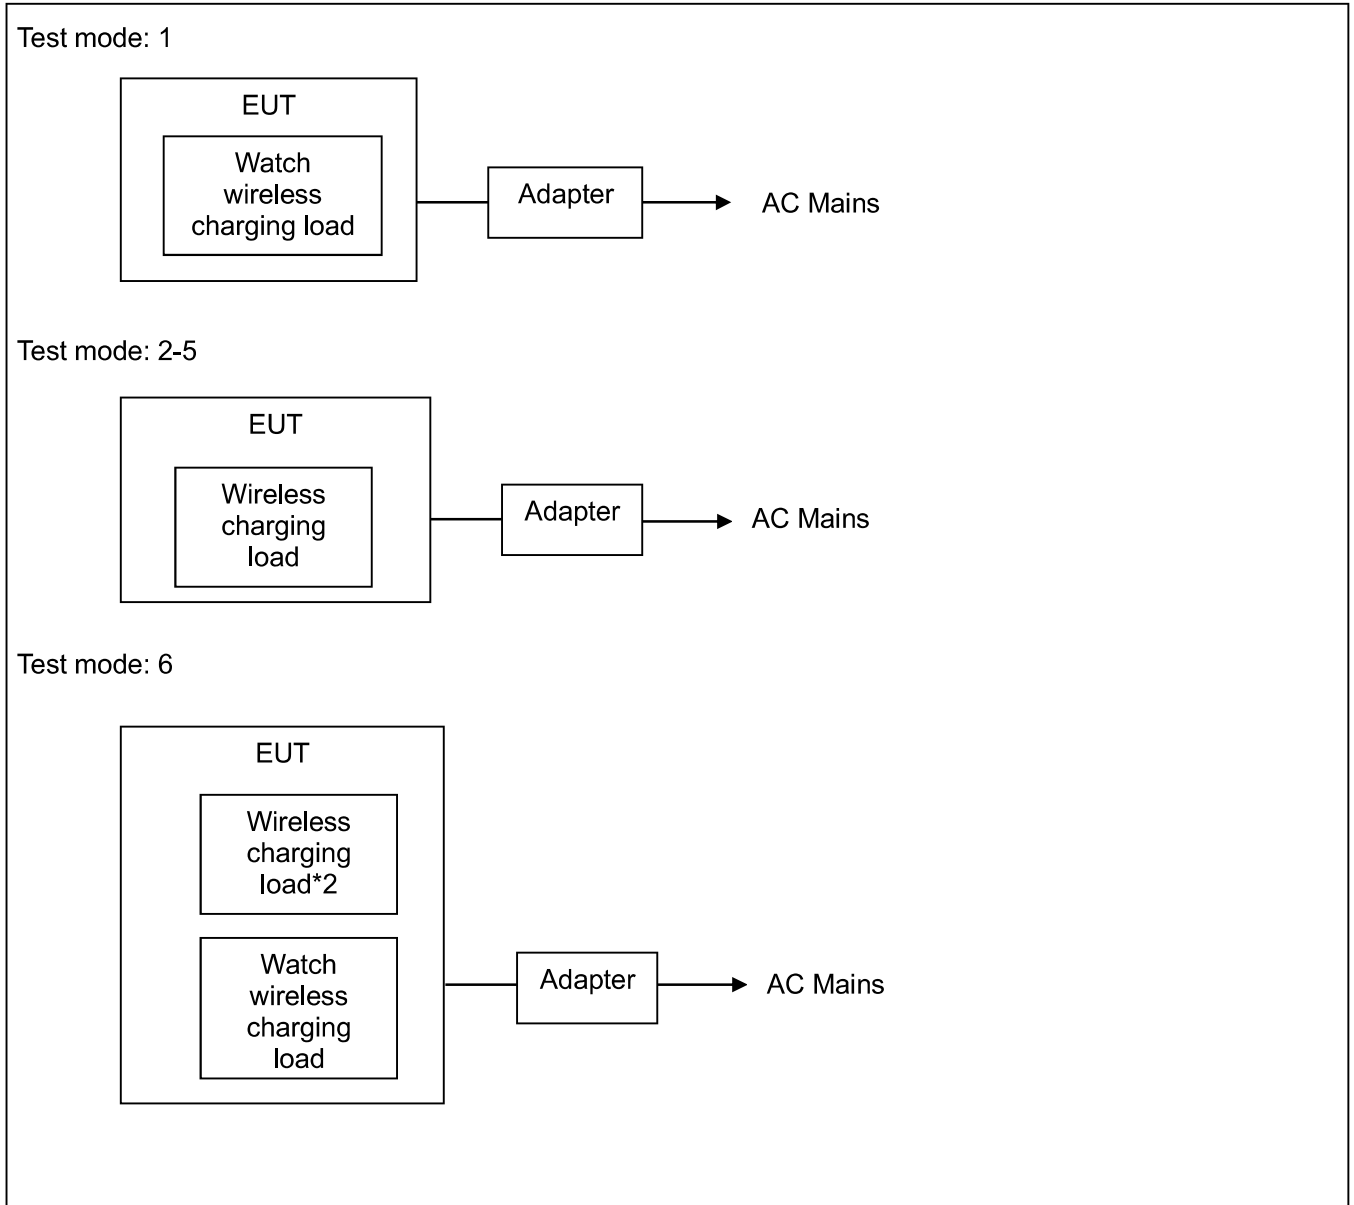 Test mode: 1
EUT
Watch
wireless
charging load
Adapter
AC Mains
Test mode: 2-5
EUT
Wireless
charging
load
Adapter
AC Mains
Test mode: 6
EUT
Wireless
charging
load*2
Watch
wireless
charging
load
Adapter
AC Mains